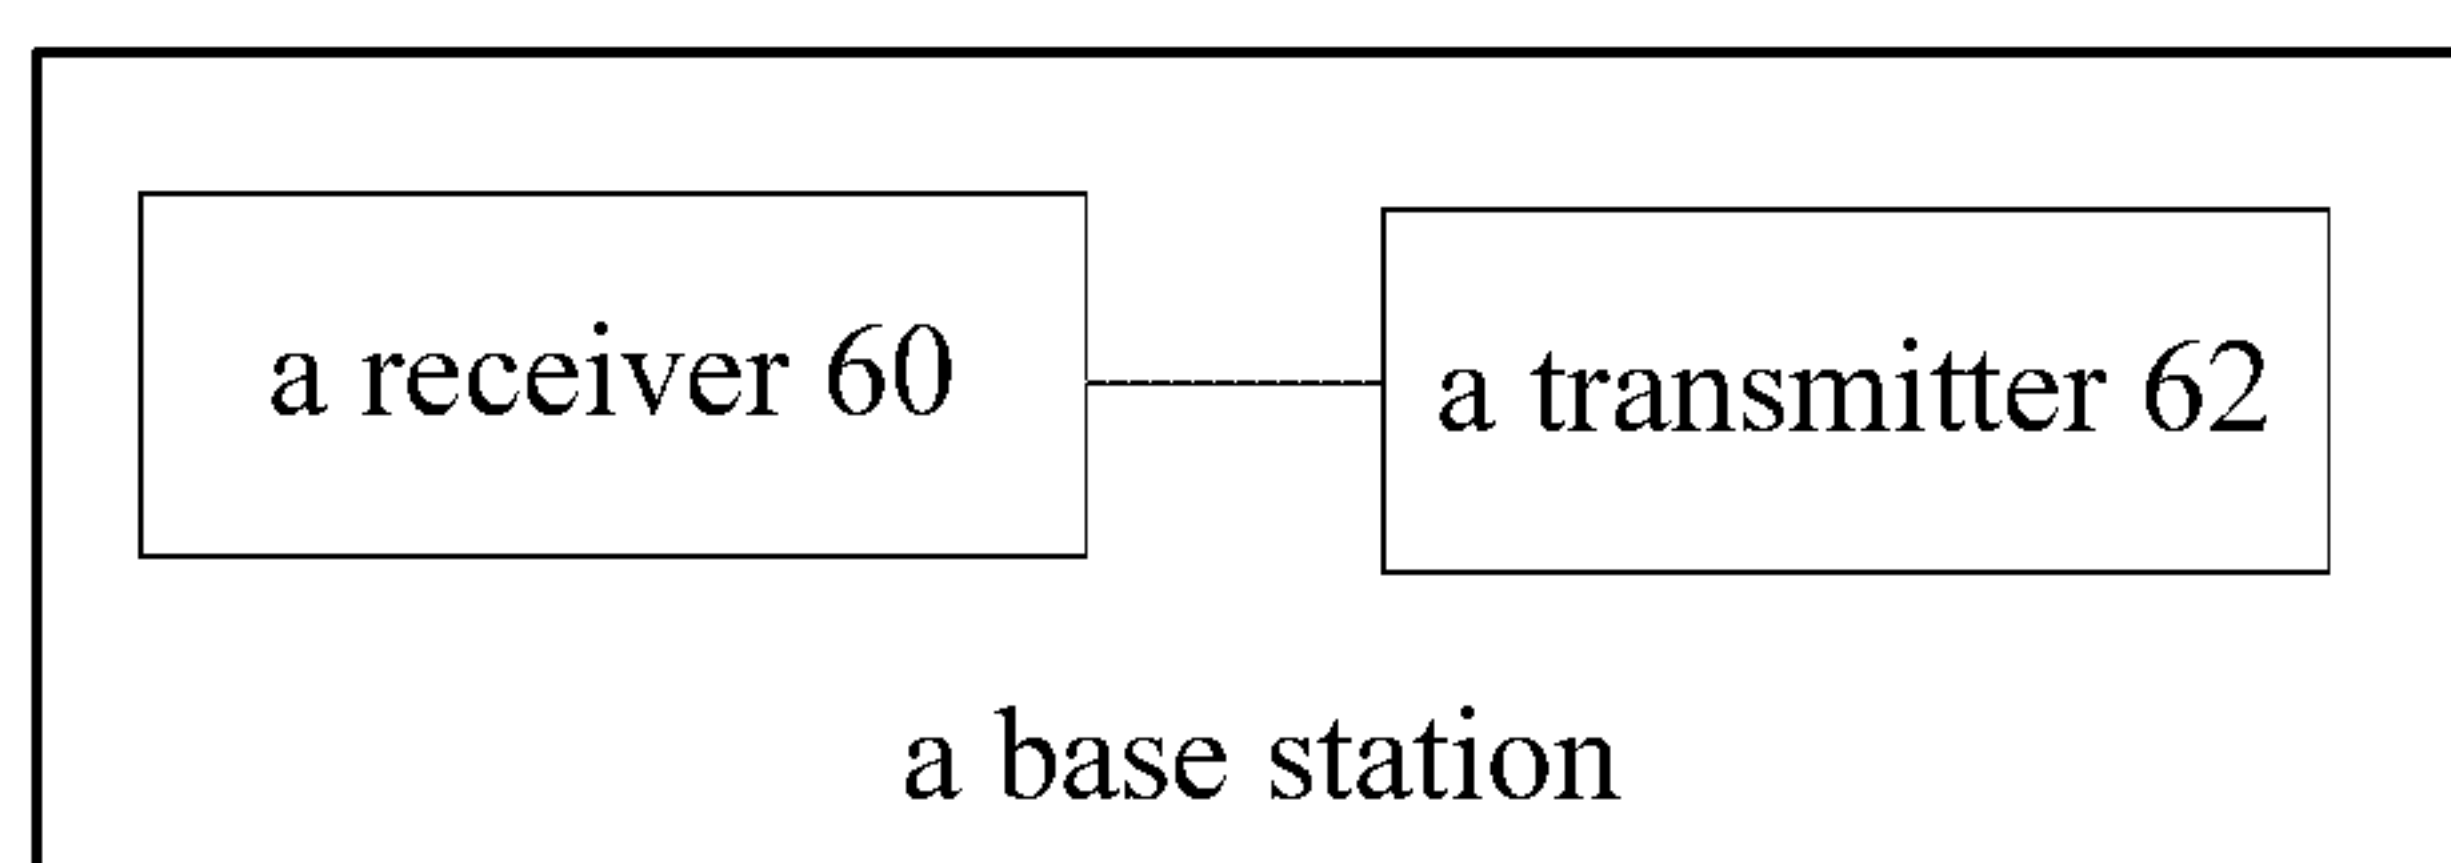 a receiver 60
a transmitter 62
a base station